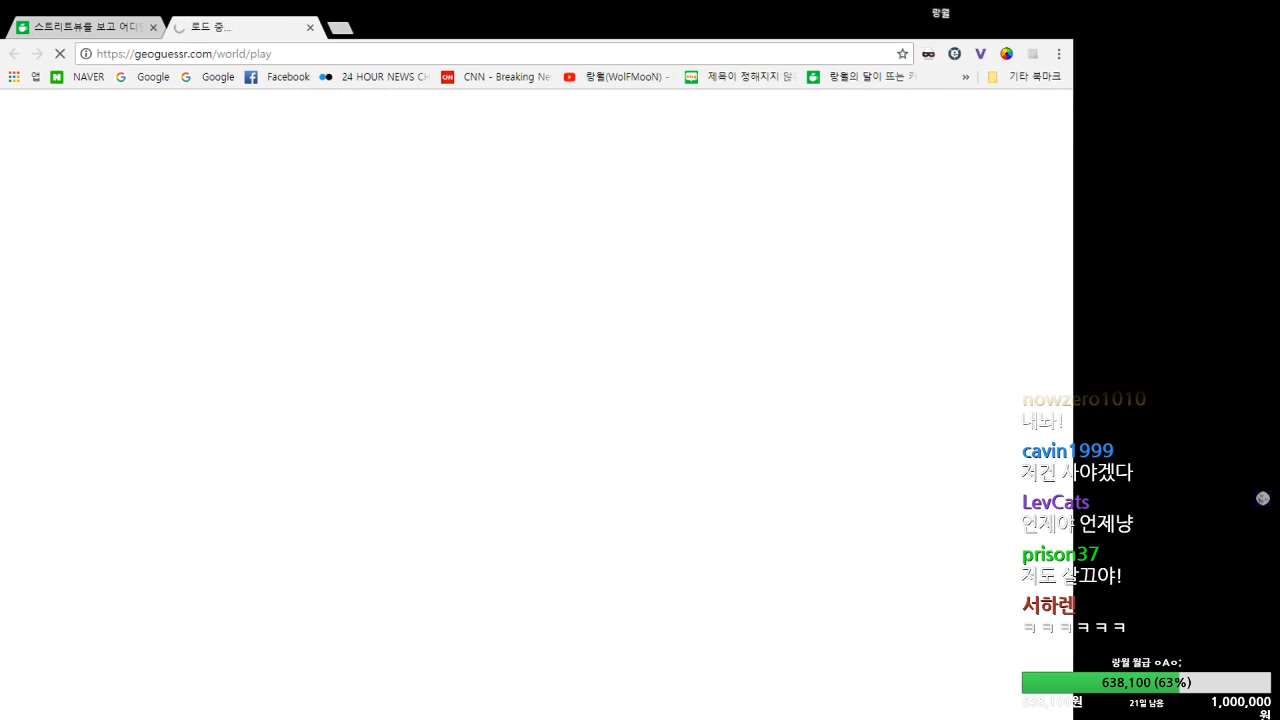 랑월
스트리트뷰를 보고 어디
로드 중...
https://geoguessr.com/world/play
앱 NAVER Google Google Facebook 24 HOUR NEWS CH CNN - Breaking Ne 랑월(WolFMooN) - 제목이 정해지지 않 랑월의 달이 뜨는 » 기타 북마크
nowzero1010
내놔!
cavin1999
저건 사야겠다
LevCats
언제야 언제냥
prison37
저도 살끄야!
서하렌
ㅋㅋㅋㅋㅋㅋ
랑월 월급 ㅇAㅇ;
638,100 (63%)
638,100원 21일 남음 1,000,000
원